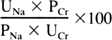 U_Na × P_Cr
P_Na × U_Cr
×100